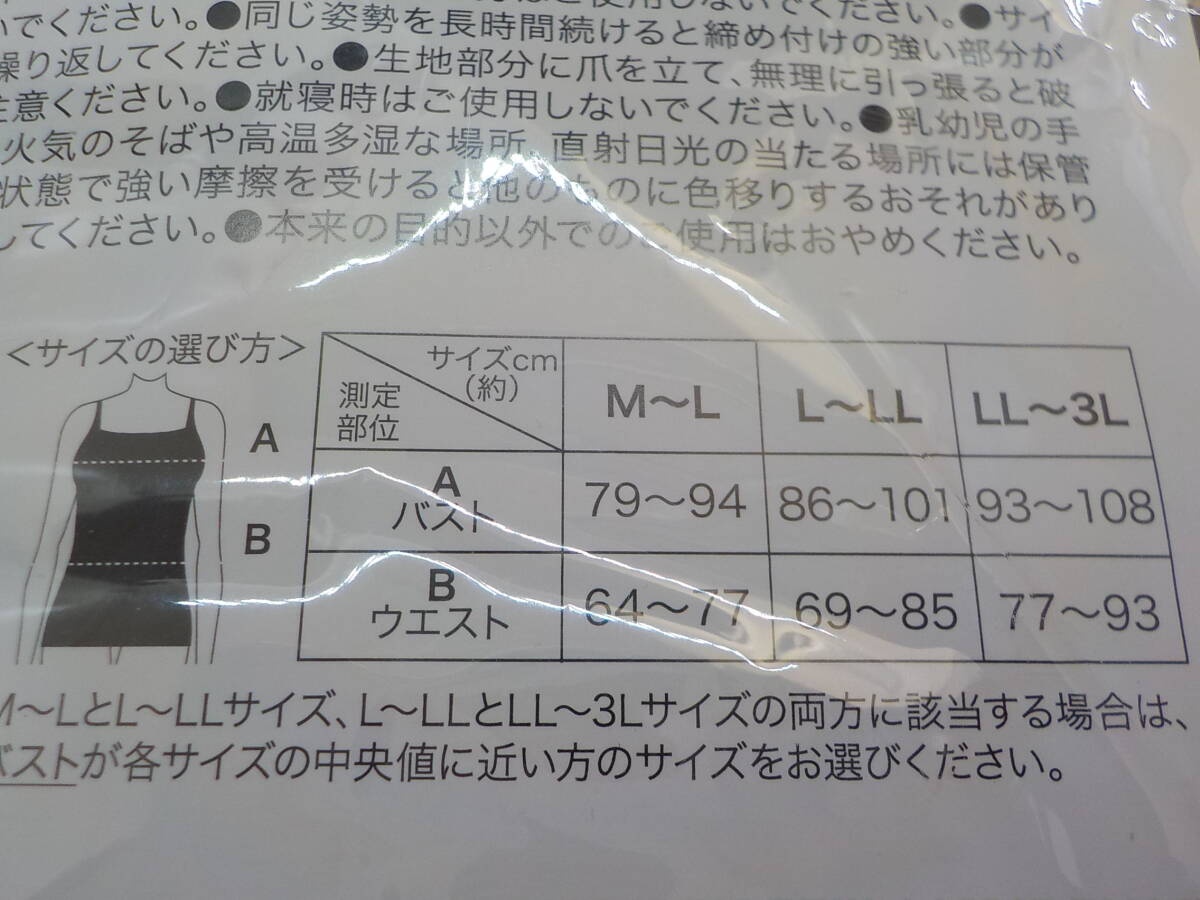 いでください。●同じ姿勢を長時間続けると締め付けの強い部分が
繰り返してください。●生地部分に爪を立て、無理に引っ張ると破
注意ください。●就寝時はご使用しないでください。●乳幼児の手
火気のそばや高温多湿な場所、直射日光の当たる場所には保管
状態で強い摩擦を受けると他のものに色移りするおそれがあり
してください。●本来の目的以外でのご使用はおやめください。
＜サイズの選び方＞
A
B
サイズcm
(約)
測定
部位
M～L
L～LL
LL～3L
A
バスト
79～94
86～101
93～108
B
ウエスト
64～77
69～85
77～93
M～LとL～LLサイズ、L～LLとLL～3Lサイズの両方に該当する場合は、
バストが各サイズの中央値に近い方のサイズをお選びください。